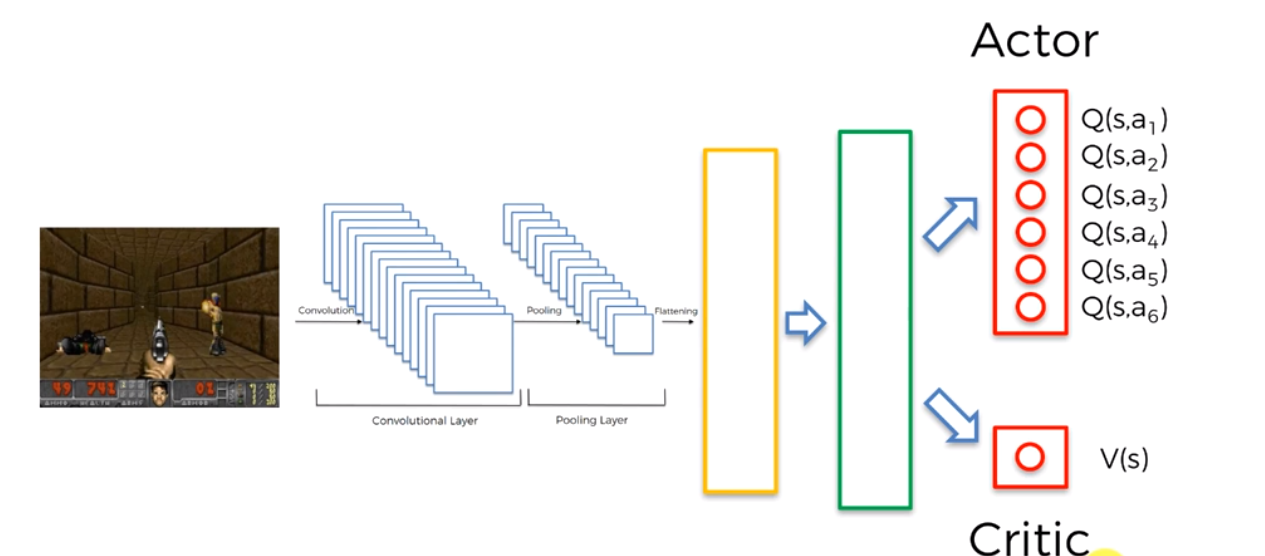 Actor
Q(s,a₁)
Q(s,a₂)
Q(s,a₃)
Q(s,a₄)
Q(s,a₅)
Q(s,a₆)
Convolution
Pooling
Flattening
Convolutional Layer
Pooling Layer
V(s)
Critic